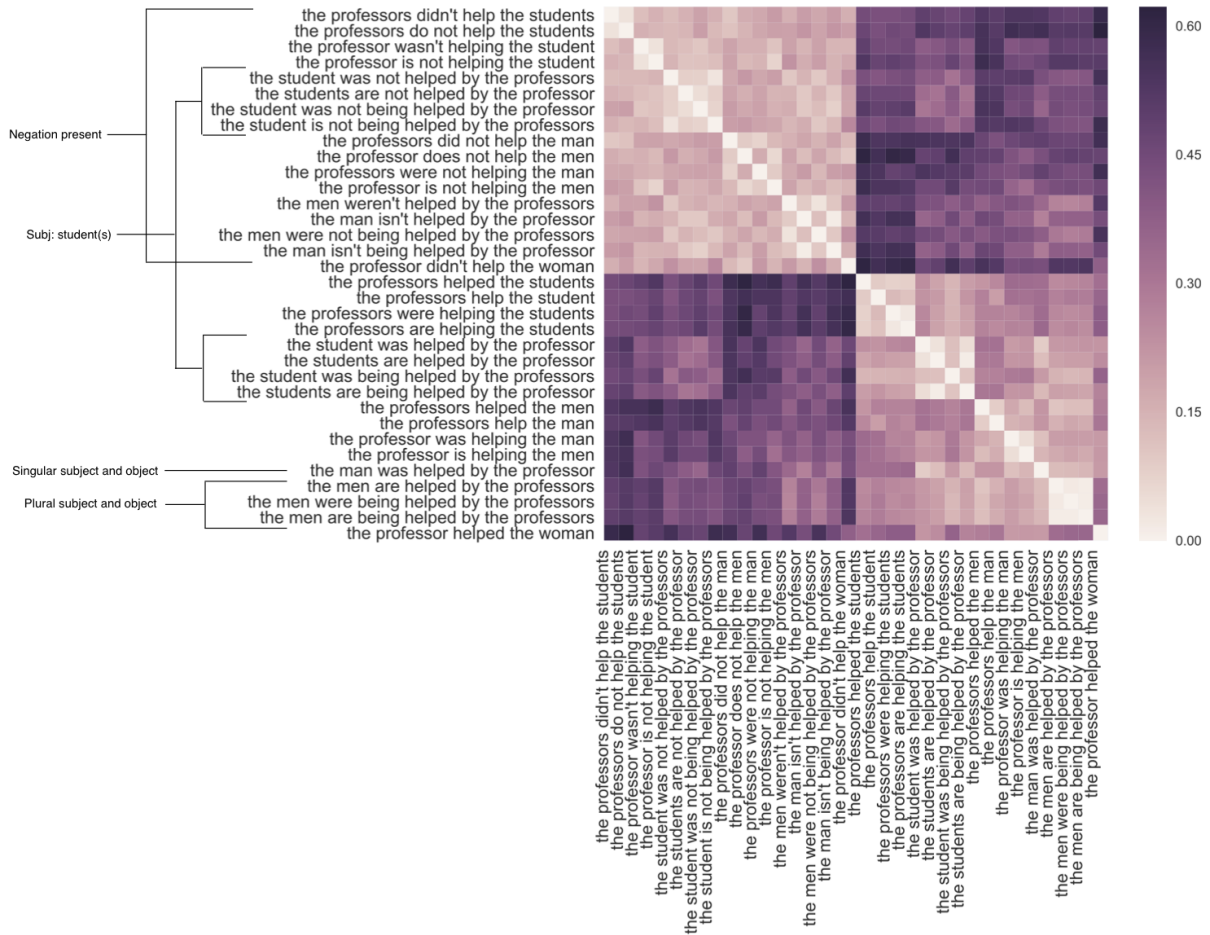 the professors didn't help the students
the professors do not help the students
the professor wasn't helping the student
the professor is not helping the student
the student was not helped by the professors
the students are not helped by the professor
the student was not being helped by the professor
the student is not being helped by the professors
the professors did not help the man
the professor does not help the men
the professors were not helping the man
the professor is not helping the men
the men weren't helped by the professors
the man isn't helped by the professor
the men were not being helped by the professors
the man isn't being helped by the professor
the professor didn't help the woman
the professors helped the students
the professors help the student
the professors were helping the students
the professors are helping the students
the student was helped by the professor
the students are helped by the professor
the student was being helped by the professors
the students are being helped by the professor
the professors helped the men
the professors help the man
the professor was helping the man
the professor is helping the men
the man was helped by the professor
the men are helped by the professors
the men were being helped by the professors
the men are being helped by the professors
the professor helped the woman
Negation present
Subj: student(s)
Singular subject and object
Plural subject and object
0.60
0.45
0.30
0.15
0.00
the professors didn't help the students
the professors do not help the students
the professor wasn't helping the student
the professor is not helping the student
the student was not helped by the professors
the students are not helped by the professor
the student was not being helped by the professor
the student is not being helped by the professors
the professors did not help the man
the professor does not help the men
the professors were not helping the man
the professor is not helping the men
the men weren't helped by the professors
the man isn't helped by the professor
the men were not being helped by the professors
the man isn't being helped by the professor
the professor didn't help the woman
the professors helped the students
the professors help the student
the professors were helping the students
the professors are helping the students
the student was helped by the professor
the students are helped by the professor
the student was being helped by the professors
the students are being helped by the professor
the professors helped the men
the professors help the man
the professor was helping the man
the professor is helping the men
the man was helped by the professor
the men are helped by the professors
the men were being helped by the professors
the men are being helped by the professors
the professor helped the woman